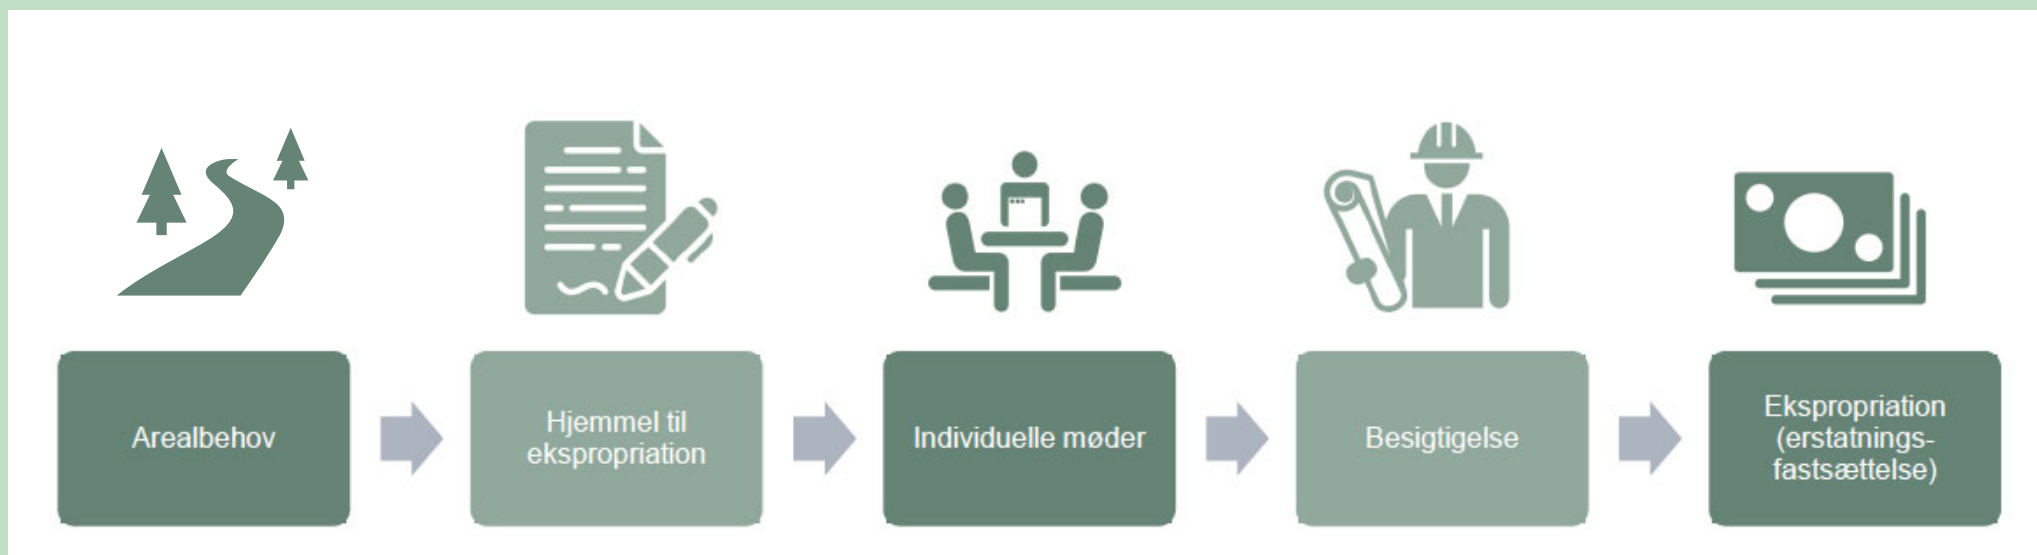 Arealbehov
Hjemmel til
ekspropriation
Individuelle møder
Besigtigelse
Ekspropriation
(erstatnings-
fastsættelse)